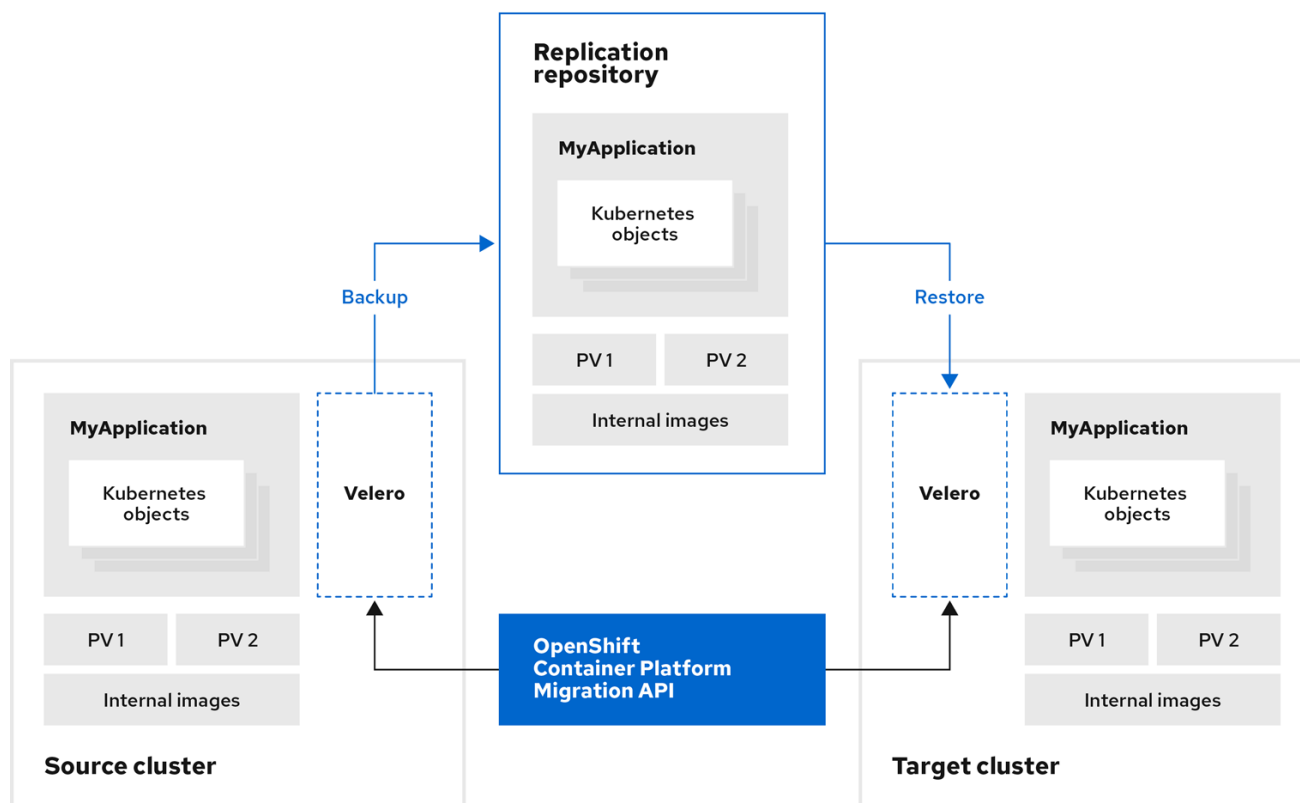 Replication
repository
MyApplication
Kubernetes
objects
PV 1
PV 2
Internal images
Backup
Restore
MyApplication
Kubernetes
objects
Velero
PV 1
PV 2
Internal images
Source cluster
OpenShift
Container Platform
Migration API
Velero
MyApplication
Kubernetes
objects
PV 1
PV 2
Internal images
Target cluster